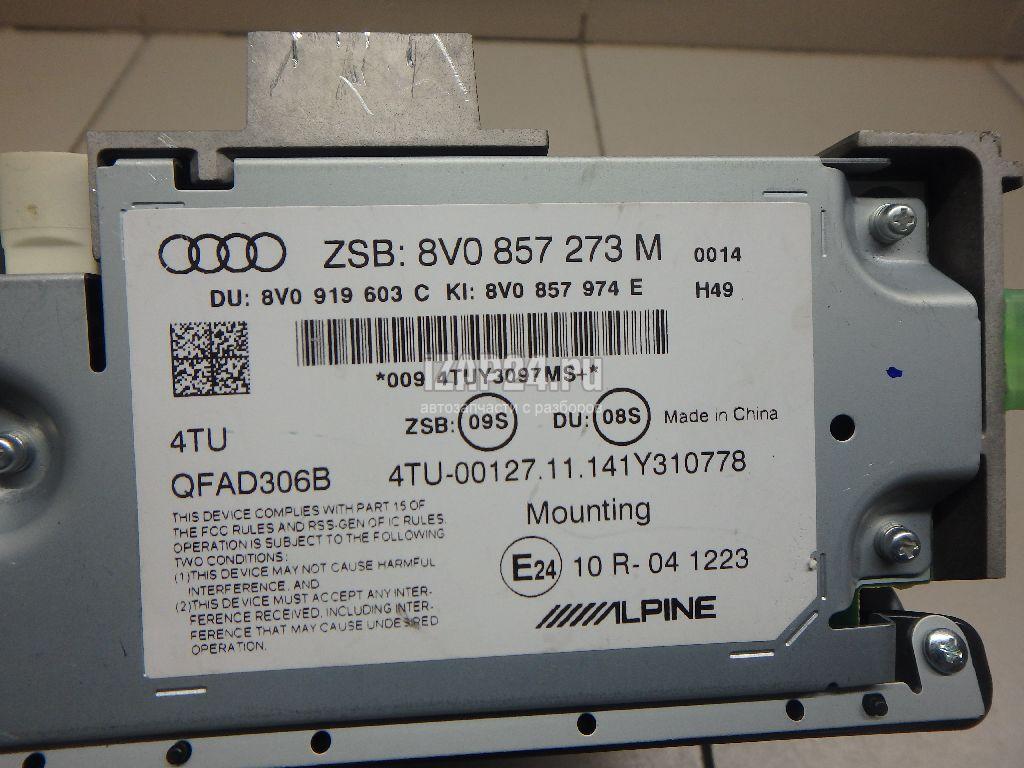 ZSB: 8V0 857 273 M 0014
DU: 8V0 919 603 C KI: 8V0 857 974 E H49
*009 4TUY3097MS+*
iZAP24.ru
автозапчасти с разборов
ZSB: 09S DU: 08S Made in China
4TU
QFAD306B 4TU-00127.11.141Y310778
THIS DEVICE COMPLIES WITH PART 15 OF
THE FCC RULES AND RSS-GEN OF IC RULES.
OPERATION IS SUBJECT TO THE FOLLOWING
TWO CONDITIONS:
(1)THIS DEVICE MAY NOT CAUSE HARMFUL
INTERFERENCE, AND
(2)THIS DEVICE MUST ACCEPT ANY INTER-
FERENCE RECEIVED, INCLUDING INTER-
FERENCE THAT MAY CAUSE UNDESIRED
OPERATION.
Mounting
E24 10 R- 04 1223
ALPINE